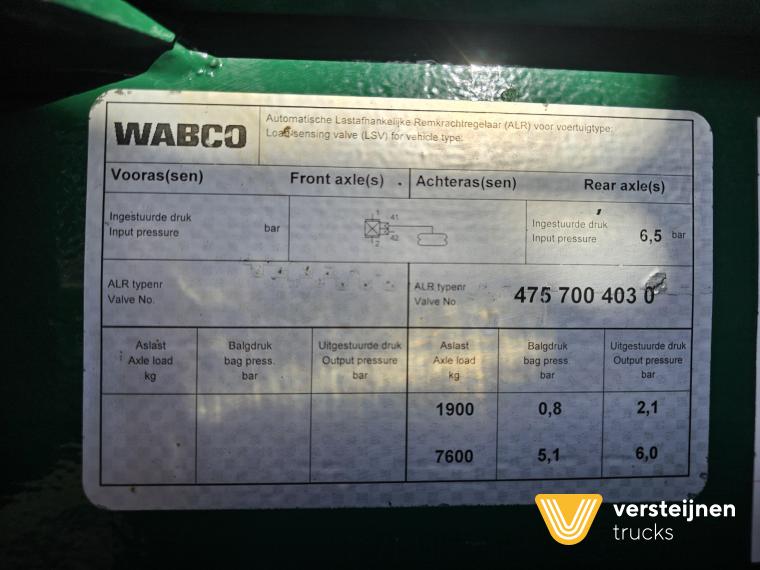 WABCO
Automatische Lastafhankelijke Remkrachtregelaar (ALR) voor voertuigtype:
Load-sensing valve (LSV) for vehicle type:
Vooras(sen) Front axle(s) Achteras(sen) Rear axle(s)
Ingestuurde druk
Input pressure bar
1 41
2 42
Ingestuurde druk
Input pressure 6,5 bar
ALR typenr
Valve No.
ALR typenr
Valve No 475 700 403 0
Aslast
Axle load
kg
Balgdruk
bag press.
bar
Uitgestuurde druk
Output pressure
bar
Aslast
Axle load
kg
Balgdruk
bag press.
bar
Uitgestuurde druk
Output pressure
bar
1900 0,8 2,1
7600 5,1 6,0
versteijnen
trucks